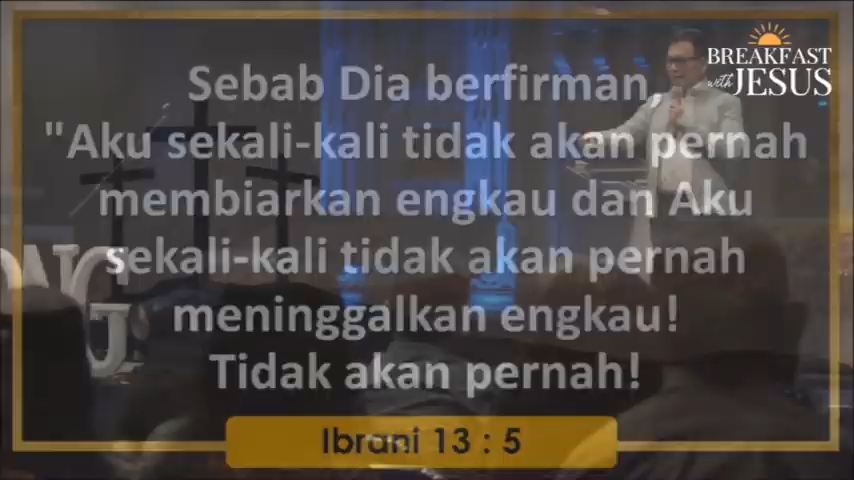 BREAKFAST
with JESUS
Sebab Dia berfirman
"Aku sekali-kali tidak akan pernah
membiarkan engkau dan Aku
sekali-kali tidak akan pernah
meninggalkan engkau!
Tidak akan pernah!
Ibrani 13 : 5